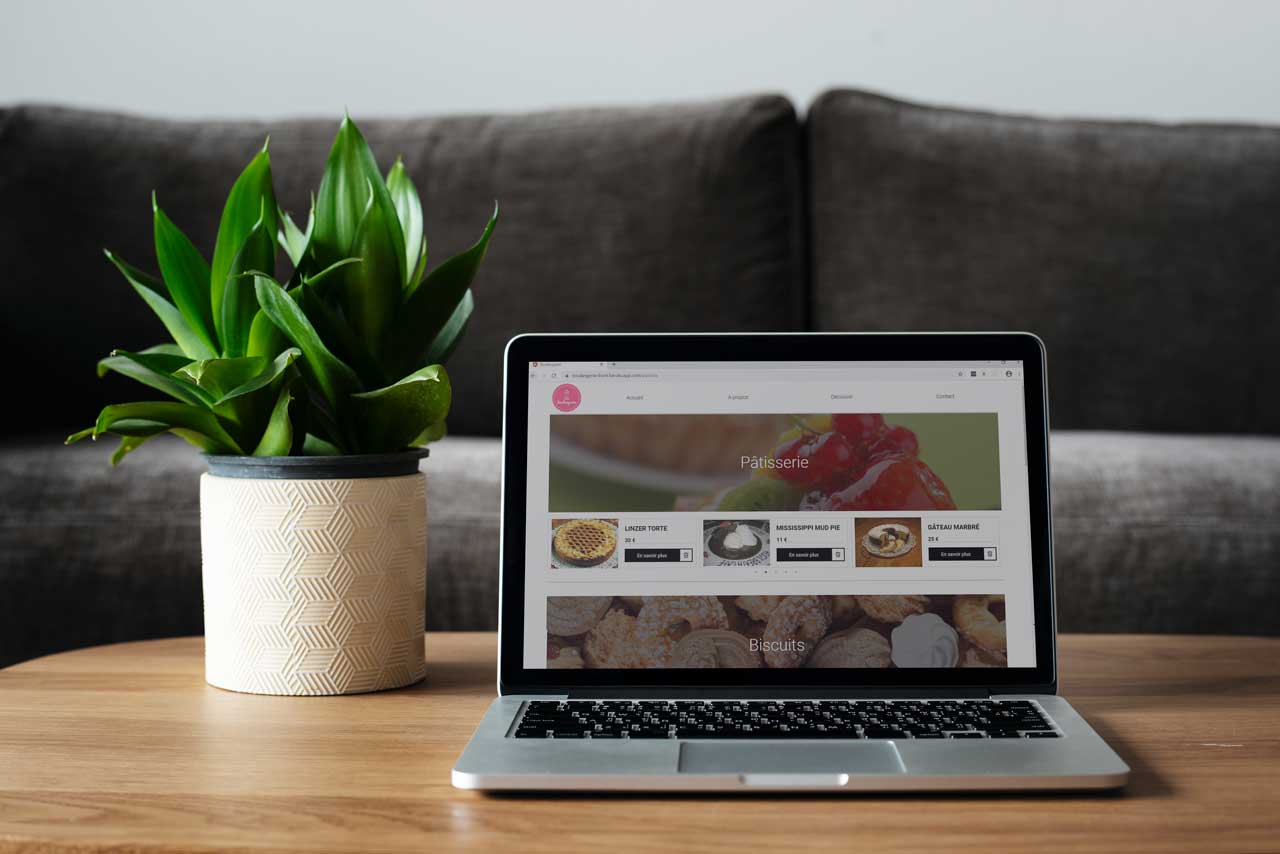 Accueil
A propos
Découvrir
Contact
Pâtisserie
LINZER TORTE
30 €
En savoir plus
MISSISSIPPI MUD PIE
11 €
En savoir plus
GÂTEAU MARBRÉ
25 €
En savoir plus
Biscuits